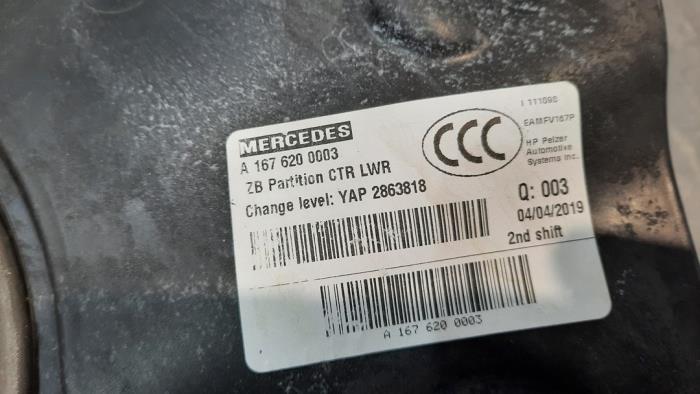 MERCEDES
A 167 620 0003
ZB Partition CTR LWR
Change level: YAP 2863818
CCC
EAMFV167P
HP Pelzer
Automotive
Systems Inc.
Q: 003
04/04/2019
2nd shift
A 167 620 0003